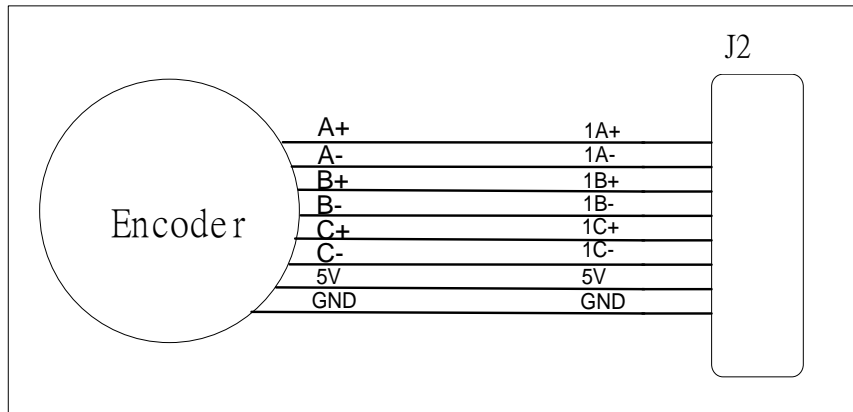 J2
A+ 1A+
A- 1A-
B+ 1B+
B- 1B-
Encoder
C+ 1C+
C- 1C-
5V 5V
GND GND